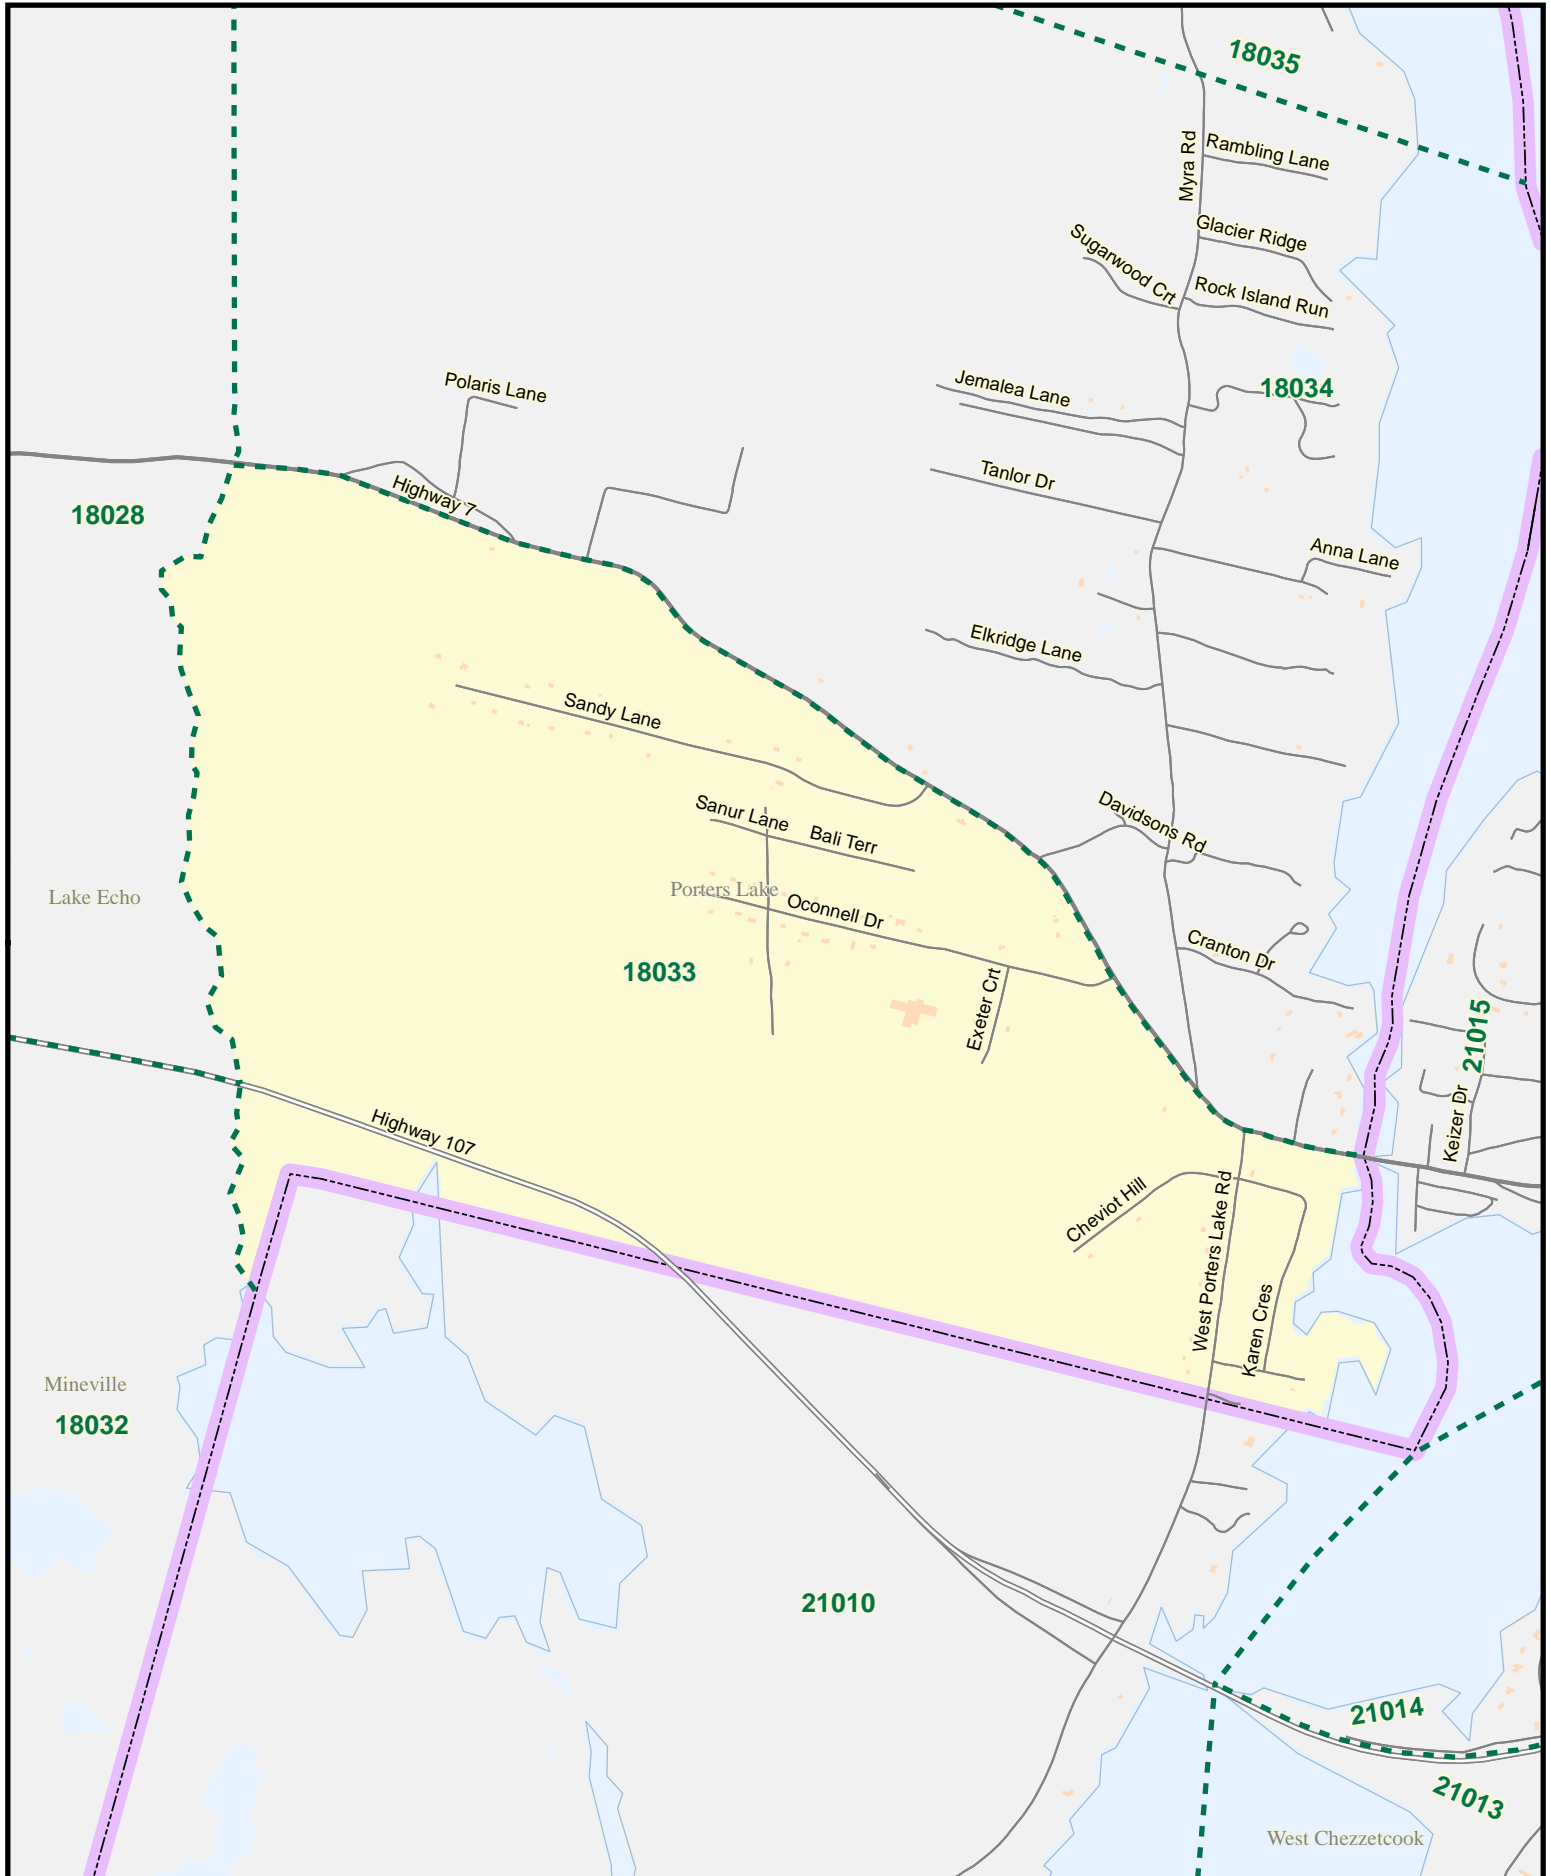 18035
Myra Rd
Rambling Lane
Glacier Ridge
Sugarwood Crt
Rock Island Run
Polaris Lane
Jemalea Lane
18034
Tanlor Dr
Highway 7
18028
Anna Lane
Elkridge Lane
Sandy Lane
Sanur Lane
Bali Terr
Davidsons Rd
Porters Lake
Lake Echo
Oconnell Dr
Cranton Dr
18033
Exeter Crt
21015
Keizer Dr
Highway 107
Cheviot Hill
West Porters Lake Rd
Karen Cres
Mineville
18032
21010
21014
21013
West Chezzetcook